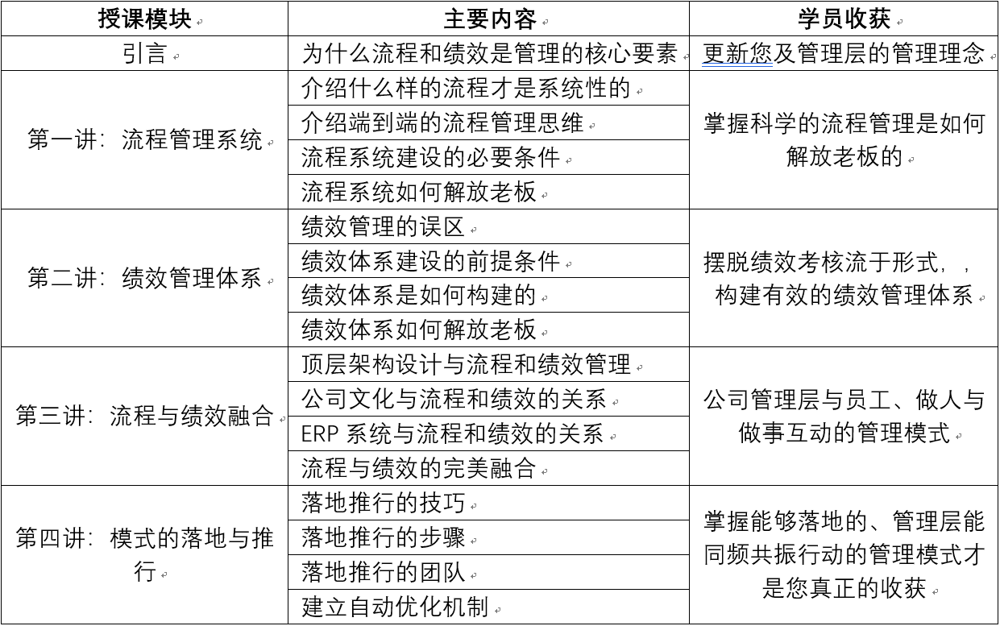 授课模块 主要内容 学员收获
引言 为什么流程和绩效是管理的核心要素 更新您及管理层的管理理念
第一讲：流程管理系统
介绍什么样的流程才是系统性的
介绍端到端的流程管理思维
流程系统建设的必要条件
流程系统如何解放老板
掌握科学的流程管理是如何
解放老板的
第二讲：绩效管理体系
绩效管理的误区
绩效体系建设的前提条件
绩效体系是如何构建的
绩效体系如何解放老板
摆脱绩效考核流于形式，，
构建有效的绩效管理体系
第三讲：流程与绩效融合
顶层架构设计与流程和绩效管理
公司文化与流程和绩效的关系
ERP 系统与流程和绩效的关系
流程与绩效的完美融合
公司管理层与员工、做人与
做事互动的管理模式
第四讲：模式的落地与推
行
落地推行的技巧
落地推行的步骤
落地推行的团队
建立自动优化机制
掌握能够落地的、管理层能
同频共振行动的管理模式才
是您真正的收获